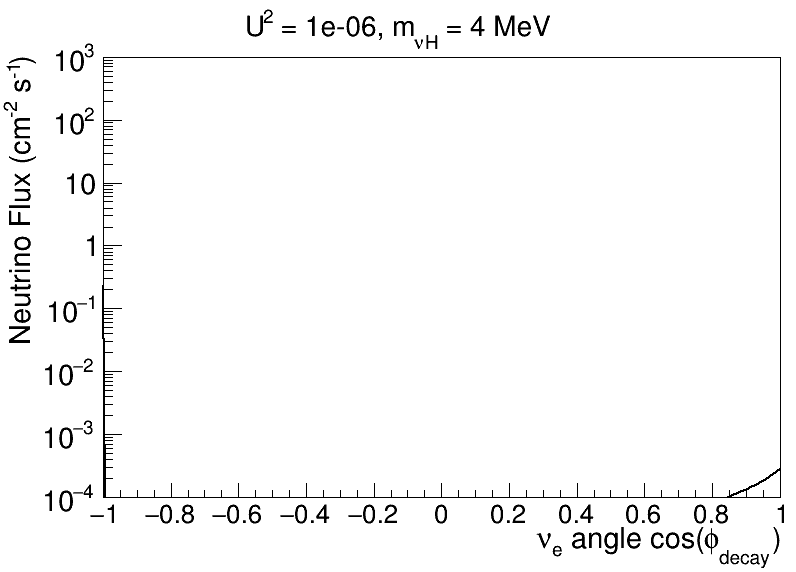 U² = 1e-06, m_νH = 4 MeV
Neutrino Flux (cm⁻² s⁻¹)
10³
10²
10
1
10⁻¹
10⁻²
10⁻³
10⁻⁴
−1 −0.8 −0.6 −0.4 −0.2 0 0.2 0.4 0.6 0.8 1
ν_e angle cos(ϕ_decay)